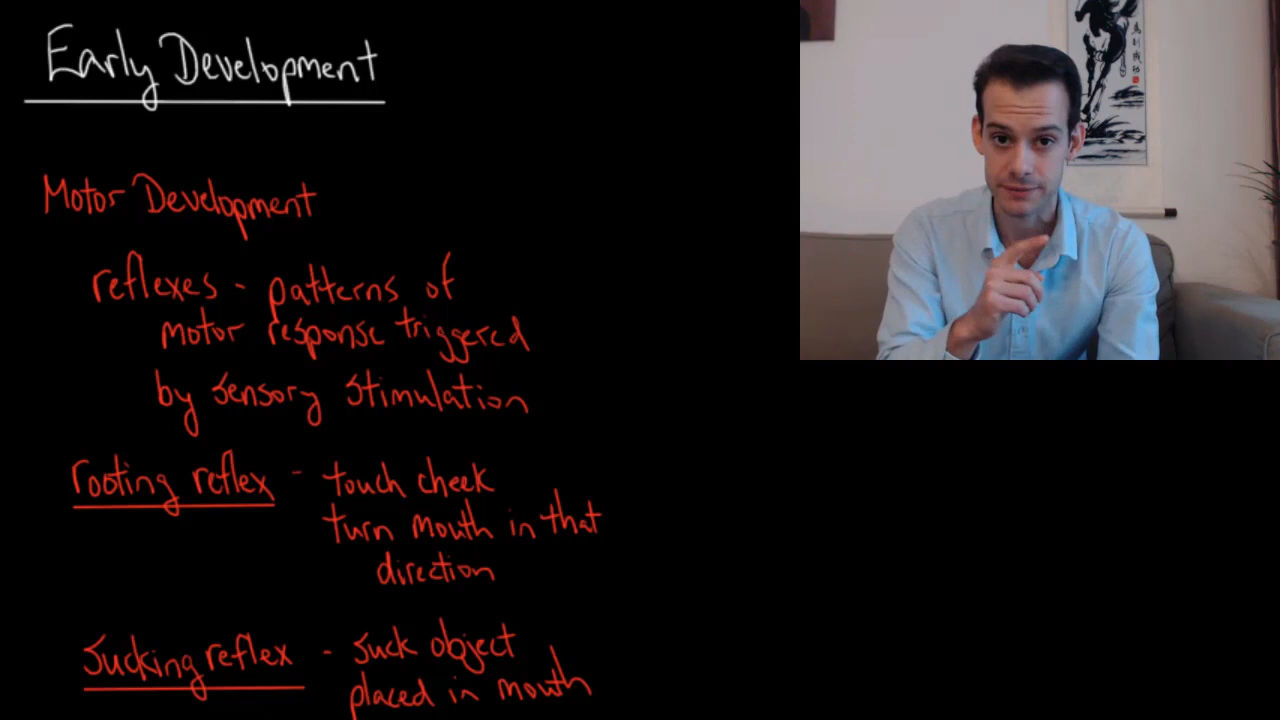 Early Development
Motor Development
reflexes - patterns of
motor response triggered
by sensory stimulation
rooting reflex - touch cheek
turn mouth in that
direction
sucking reflex - suck object
placed in mouth